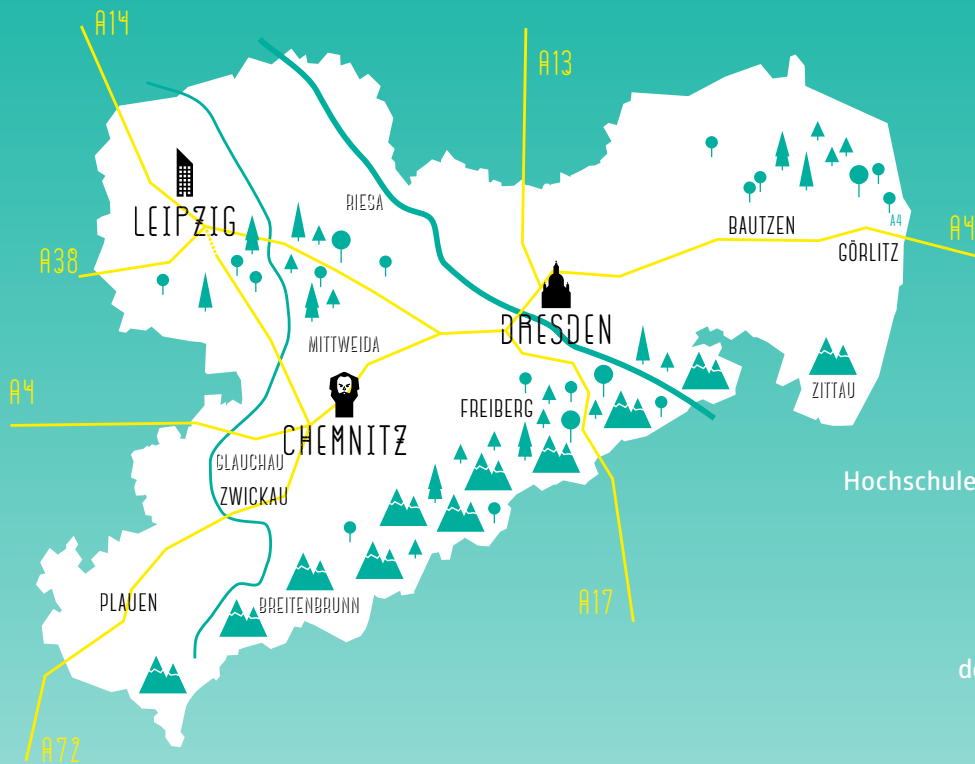 A14
A13
RIESA
LEIPZIG
BAUTZEN
A4
A4
A38
GÖRLITZ
DRESDEN
MITTWEIDA
A4
ZITTAU
FREIBERG
CHEMNITZ
GLAUCHAU
Hochschule
ZWICKAU
PLAUEN
BREITENBRUNN
A17
de
A72